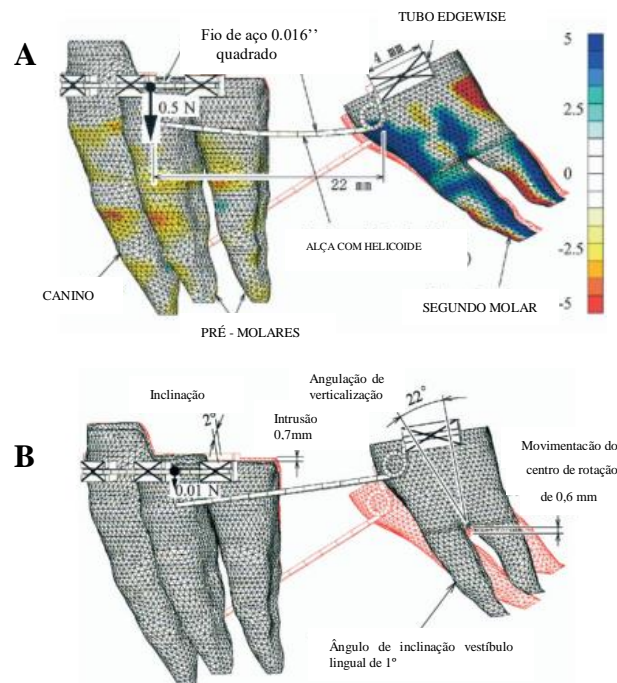 A
TUBO EDGEWISE
Fio de aço 0.016’’
quadrado
4 mm
0.5 N
22 mm
ALÇA COM HELICOIDE
CANINO
SEGUNDO MOLAR
PRÉ - MOLARES
5
2.5
0
-2.5
-5
B
Inclinação
Angulação de
verticalização
2°
Intrusão
0,7mm
22°
Movimentacão do
centro de rotação
de 0,6 mm
0.01 N
Ângulo de inclinação vestíbulo
lingual de 1º